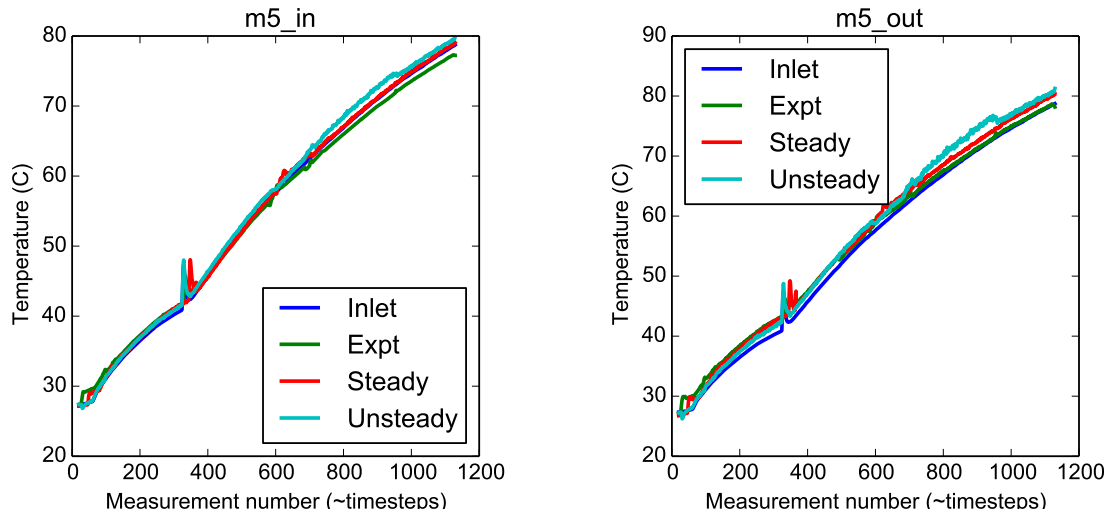 m5_in
80
70
60
50
40
30
20
Temperature (C)
0 200 400 600 800 1000 1200
Measurement number (~timesteps)
Inlet
Expt
Steady
Unsteady
m5_out
90
80
70
60
50
40
30
20
Temperature (C)
0 200 400 600 800 1000 1200
Measurement number (~timesteps)
Inlet
Expt
Steady
Unsteady